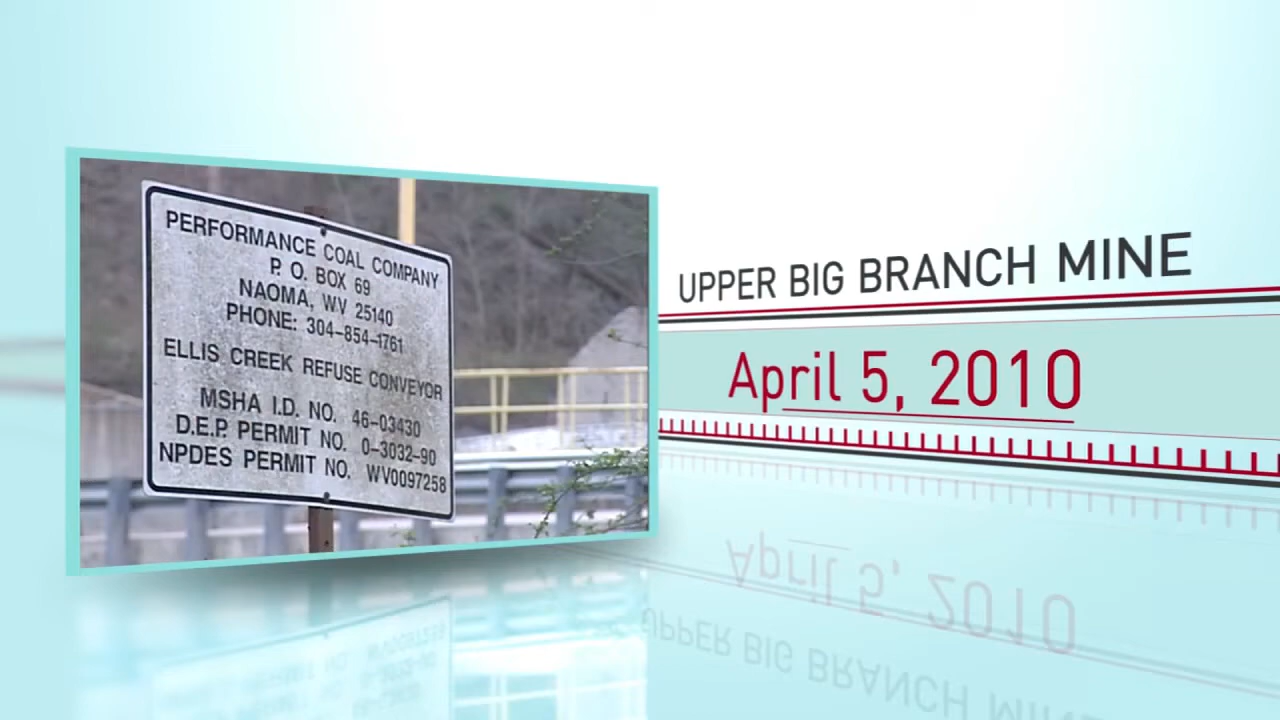 PERFORMANCE COAL COMPANY
P. O. BOX 69
NAOMA, WV 25140
PHONE: 304-854-1761
ELLIS CREEK REFUSE CONVEYOR
MSHA I.D. NO. 46-03430
D.E.P. PERMIT NO. 0-3032-90
NPDES PERMIT NO. WV0097258
UPPER BIG BRANCH MINE
April 5, 2010